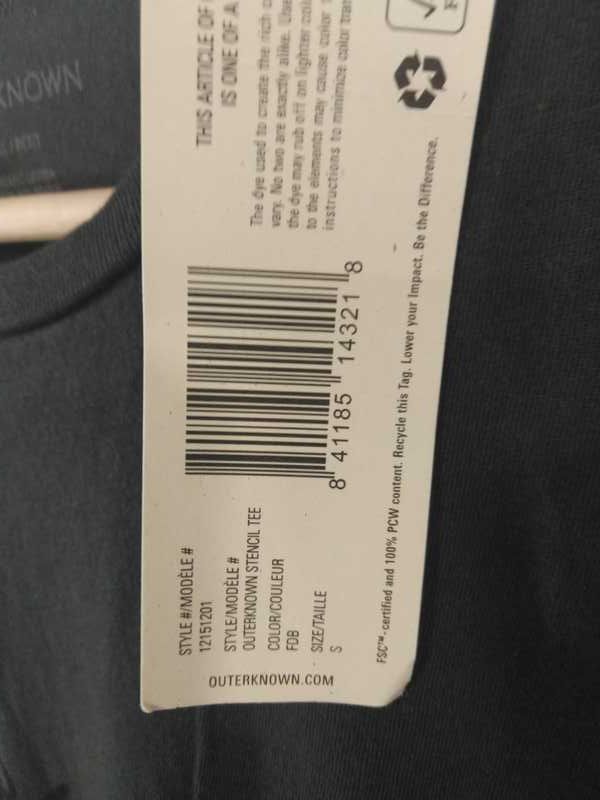 KNOWN
THIS ARTICLE OF
IS ONE OF A
The dye used to create the rich
vary. No two are exactly alike. Use
the dye may rub off on lighter
to the elements may cause color
instructions to minimize color
8 41185 14321 8
STYLE #/MODÈLE #
12151201
STYLE/MODÈLE #
OUTERKNOWN STENCIL TEE
COLOR/COULEUR
FDB
SIZE/TAILLE
S
FSC™- certified and 100% PCW content. Recycle this Tag. Lower your Impact. Be the Difference.
OUTERKNOWN.COM